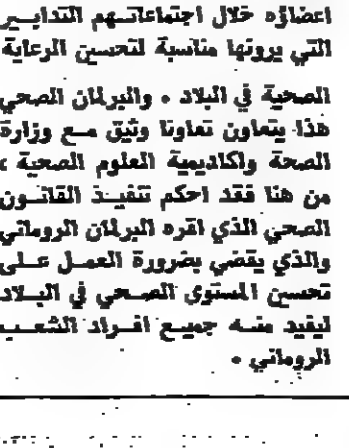 اعضاؤه خلال اجتماعاتهم التدابير
التي يرونها مناسبة لتحسين الرعاية
الصحية في البلاد . والبرلمان الصحي
هذا يتعاون تعاونا وثيق مع وزارة
الصحة واكاديمية العلوم الصحية ،
من هنا فقد احكم تنفيذ القانون
الصحي الذي اقره البرلمان الروماني
والذي يقضي بضرورة العمل على
تحسين المستوى الصحي في البلاد
ليفيد منه جميع افراد الشعب
الروماني .